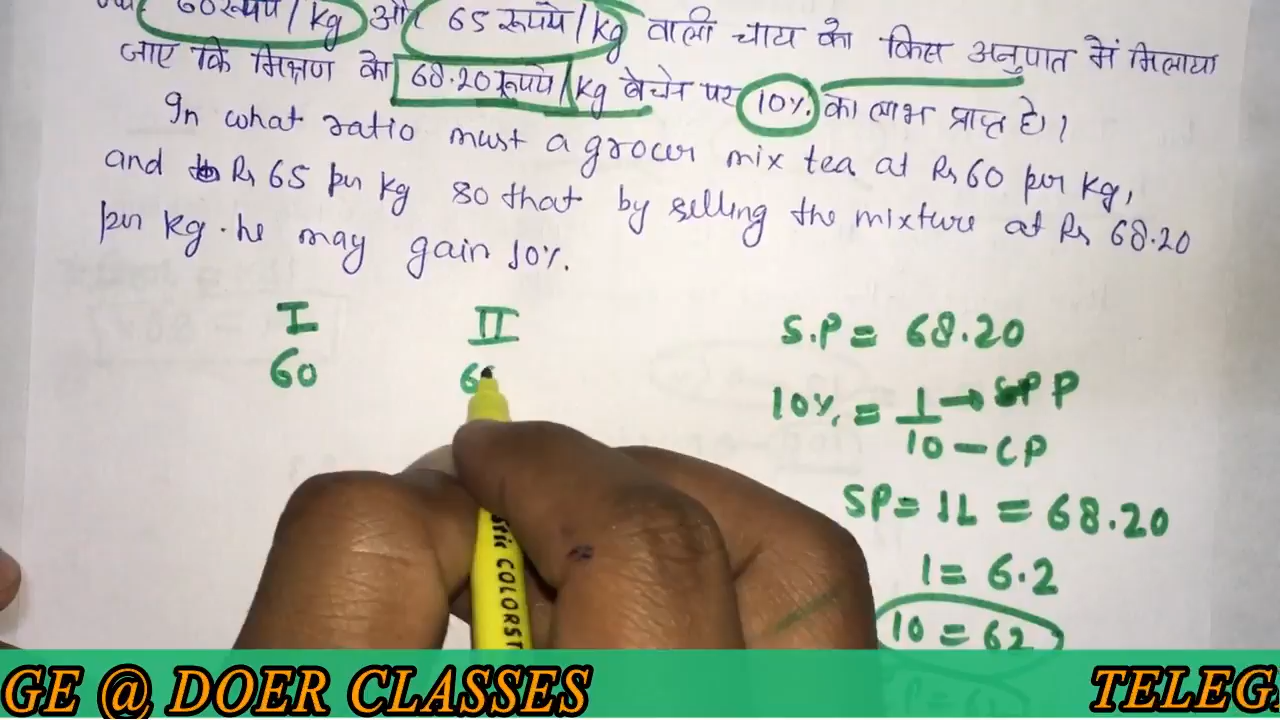 60 रूपये/kg और 65 रूपये/kg वाली चाय को किस अनुपात में मिलाया
जाए कि मिश्रण को 68.20 रूपये/kg बेचने पर 10% का लाभ प्राप्त हो।
In what ratio must a grocer mix tea at Rs 60 per kg,
and Rs 65 per kg so that by selling the mixture at Rs 68.20
per kg. he may gain 10%.
I II
60 6
S.P = 68.20
10% = 1/10 → P
- CP
SP = 11 = 68.20
1 = 6.2
10 = 62
GE @ DOER CLASSES TELEG